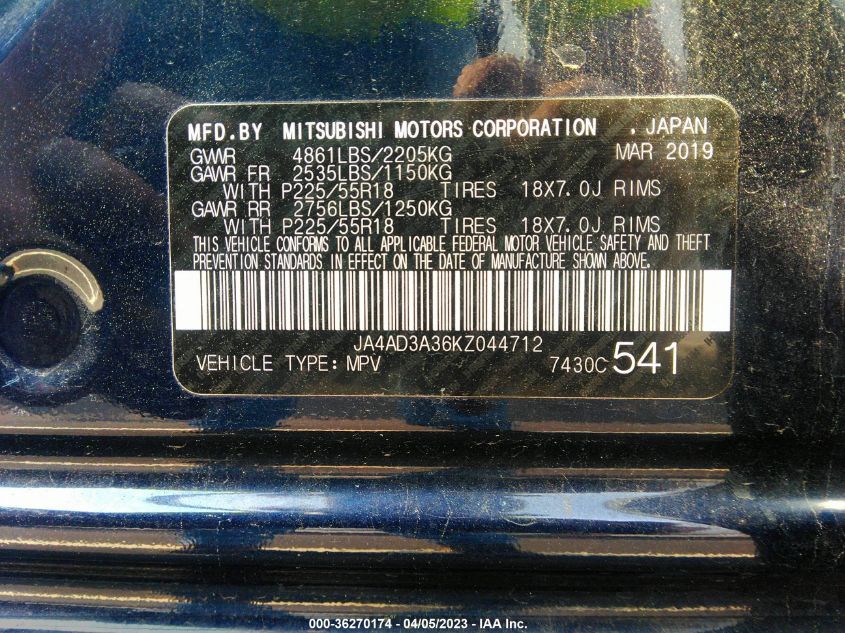 MFD.BY MITSUBISHI MOTORS CORPORATION . JAPAN
GVWR 4861LBS/2205KG MAR 2019
GAWR FR 2535LBS/1150KG
WITH P225/55R18 TIRES 18X7.0J RIMS
GAWR RR 2756LBS/1250KG
WITH P225/55R18 TIRES 18X7.0J RIMS
THIS VEHICLE CONFORMS TO ALL APPLICABLE FEDERAL MOTOR VEHICLE SAFETY AND THEFT
PREVENTION STANDARDS IN EFFECT ON THE DATE OF MANUFACTURE SHOWN ABOVE.
JA4AD3A36KZ044712
VEHICLE TYPE: MPV 7430C 541
000-36270174 - 04/05/2023 - IAA Inc.